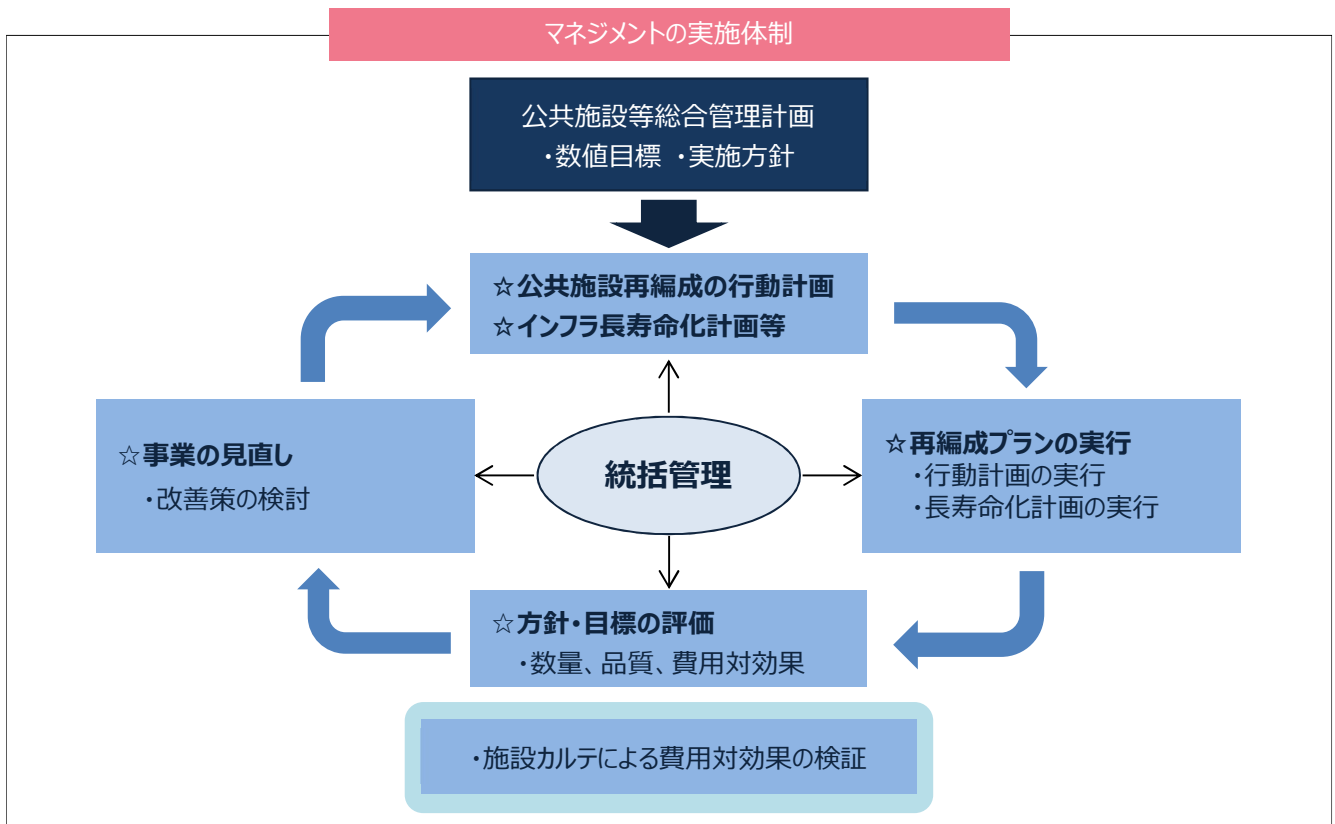 マネジメントの実施体制
公共施設等総合管理計画
・数値目標 ・実施方針
☆公共施設再編成の行動計画
☆インフラ長寿命化計画等
☆事業の見直し
・改善策の検討
統括管理
☆再編成プランの実行
・行動計画の実行
・長寿命化計画の実行
☆方針・目標の評価
・数量、品質、費用対効果
・施設カルテによる費用対効果の検証